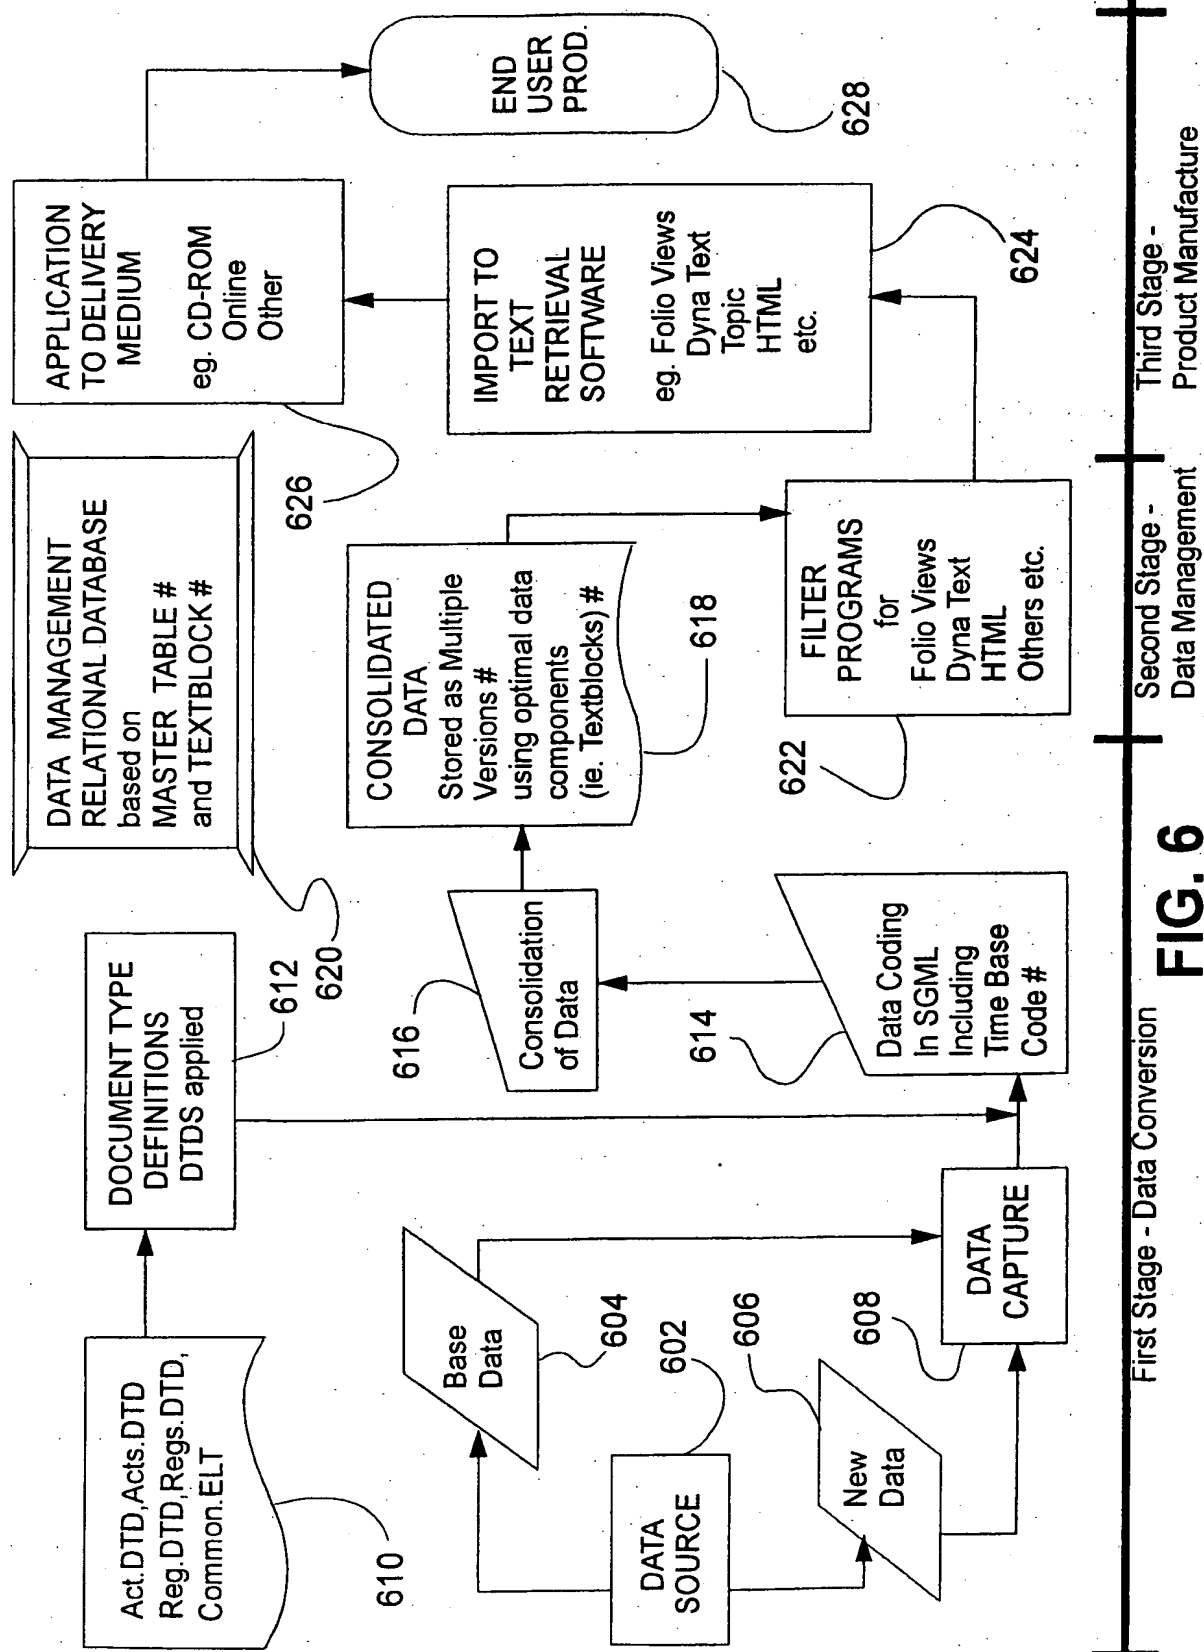 Act.DTD,Acts.DTD
Reg.DTD,Regs.DTD,
Common.ELT
610
DOCUMENT TYPE
DEFINITIONS
DTDS applied
612
DATA MANAGEMENT
RELATIONAL DATABASE
based on
MASTER TABLE #
and TEXTBLOCK #
620
APPLICATION
TO DELIVERY
MEDIUM
eg. CD-ROM
Online
Other
626
END
USER
PROD.
628
DATA
SOURCE
602
Base
Data
604
New
Data
606
DATA
CAPTURE
608
Data Coding
In SGML
Including
Time Base
Code #
614
Consolidation
of Data
616
CONSOLIDATED
DATA
Stored as Multiple
Versions #
using optimal data
components
(ie. Textblocks) #
618
FILTER
PROGRAMS
for
Folio Views
Dyna Text
HTML
Others etc.
622
IMPORT TO
TEXT
RETRIEVAL
SOFTWARE
eg. Folio Views
Dyna Text
Topic
HTML
etc.
624
First Stage - Data Conversion
Second Stage -
Data Management
Third Stage -
Product Manufacture
FIG. 6